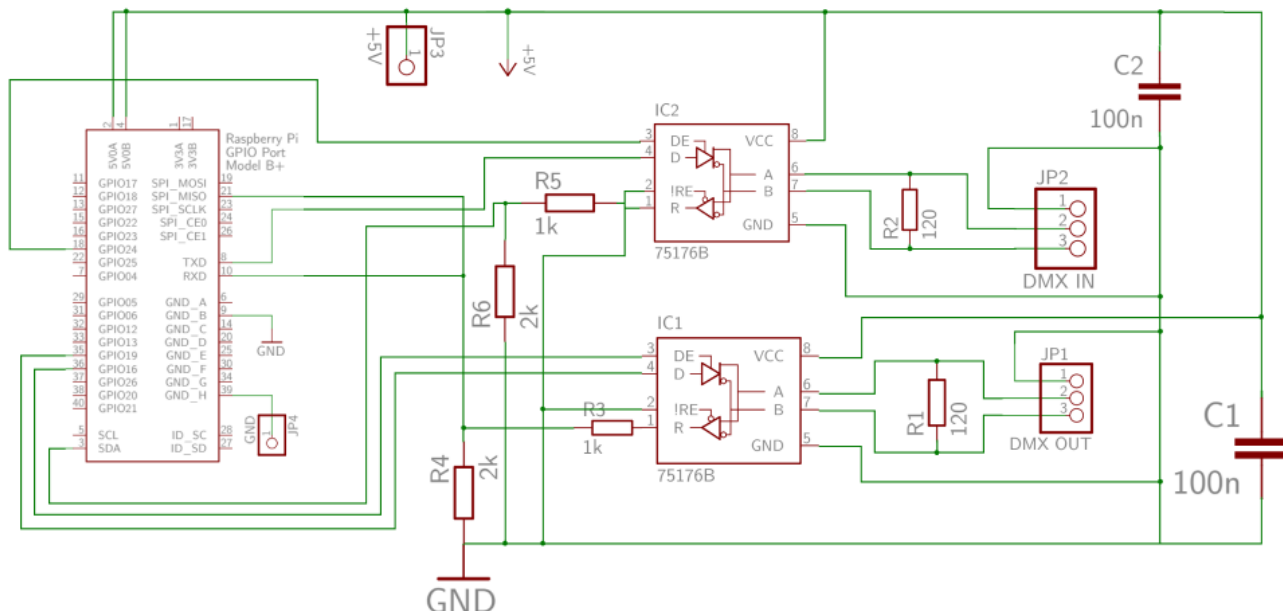 JP3
1
+5V
+5V
C2
100n
2
4
1
17
5V0A
5V0B
3V3A
3V3B
Raspberry Pi
GPIO Port
Model B+
11 GPIO17 SPI_MOSI 19
12 GPIO18 SPI_MISO 21
13 GPIO27 SPI_SCLK 23
15 GPIO22 SPI_CE0 24
16 GPIO23 SPI_CE1 26
18 GPIO24
22 GPIO25 TXD 8
7 GPIO04 RXD 10
29 GPIO05 GND_A 6
31 GPIO06 GND_B 9
32 GPIO12 GND_C 14
33 GPIO13 GND_D 20
35 GPIO19 GND_E 25
36 GPIO16 GND_F 30
37 GPIO26 GND_G 34
38 GPIO20 GND_H 39
40 GPIO21
5 SCL ID_SC 28
3 SDA ID_SD 27
GND
GND
1
JP4
IC2
3 DE VCC 8
4 D
A 6
2 !RE B 7
1 R
GND 5
75176B
R5
1k
R6
2k
R2
120
JP2
1
2
3
DMX IN
IC1
3 DE VCC 8
4 D
A 6
2 !RE B 7
1 R
GND 5
75176B
R3
1k
R4
2k
R1
120
JP1
1
2
3
DMX OUT
C1
100n
GND